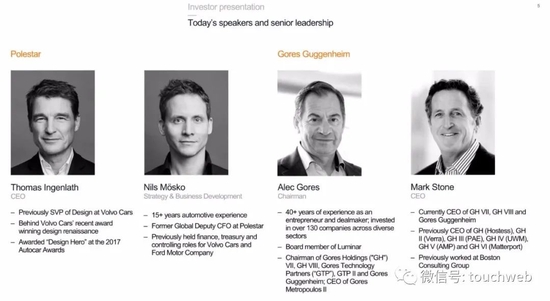 Investor presentation
8
Today's speakers and senior leadership
Polestar
Thomas Ingenlath
CEO
– Previously SVP of Design at Volvo Cars
– Behind Volvo Cars' recent award
winning design renaissance
– Awarded "Design Hero" at the 2017
Autocar Awards
Nils Mösko
Strategy & Business Development
– 15+ years automotive experience
– Former Global Deputy CFO at Polestar
– Previously held finance, treasury and
controlling roles for Volvo Cars and
Ford Motor Company
Gores Guggenheim
Alec Gores
Chairman
– 40+ years of experience as an
entrepreneur and dealmaker; invested
in over 130 companies across diverse
sectors
– Board member of Luminar
– Chairman of Gores Holdings ("GH")
VII, GH VIII, Gores Technology
Partners ("GTP"), GTP II and Gores
Guggenheim; CEO of Gores
Metropoulos II
Mark Stone
CEO
– Currently CEO of GH VII, GH VIII and
Gores Guggenheim
– Previously CEO of GH (Hostess), GH
II (Verra), GH III (PAE), GH IV (UWM),
GH V (AMP) and GH VI (Matterport)
– Previously worked at Boston
Consulting Group
微信号: touchweb